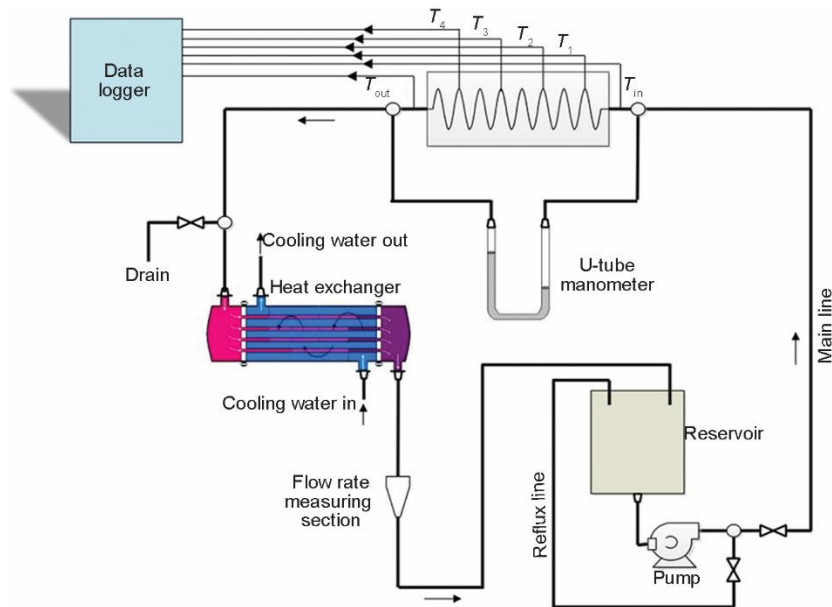 T4
T3
T2
T1
Data
logger
Tout
Tin
Cooling water out
Drain
Heat exchanger
U-tube
manometer
Main line
Cooling water in
Reservoir
Flow rate
measuring
section
Reflux line
Pump